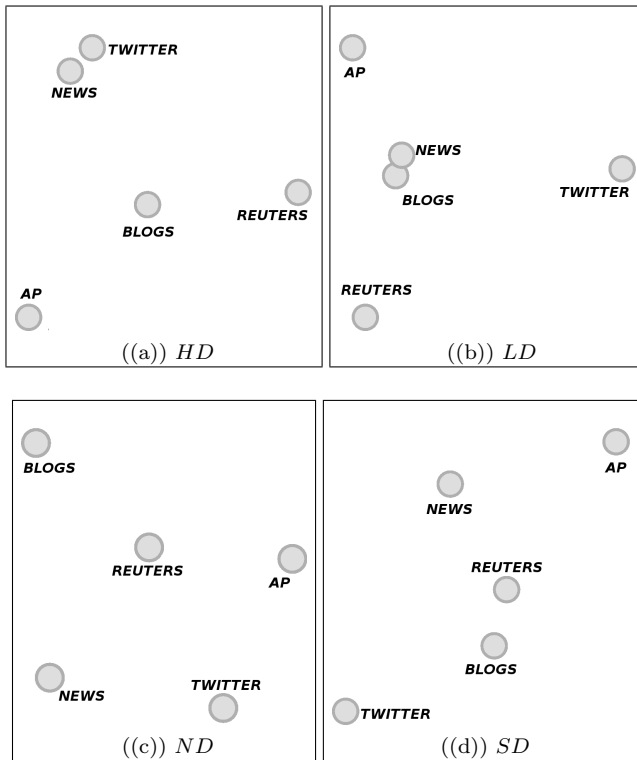 TWITTER
NEWS
REUTERS
BLOGS
AP
((a)) HD
AP
NEWS
BLOGS
TWITTER
REUTERS
((b)) LD
BLOGS
REUTERS
AP
TWITTER
NEWS
((c)) ND
AP
NEWS
REUTERS
BLOGS
TWITTER
((d)) SD